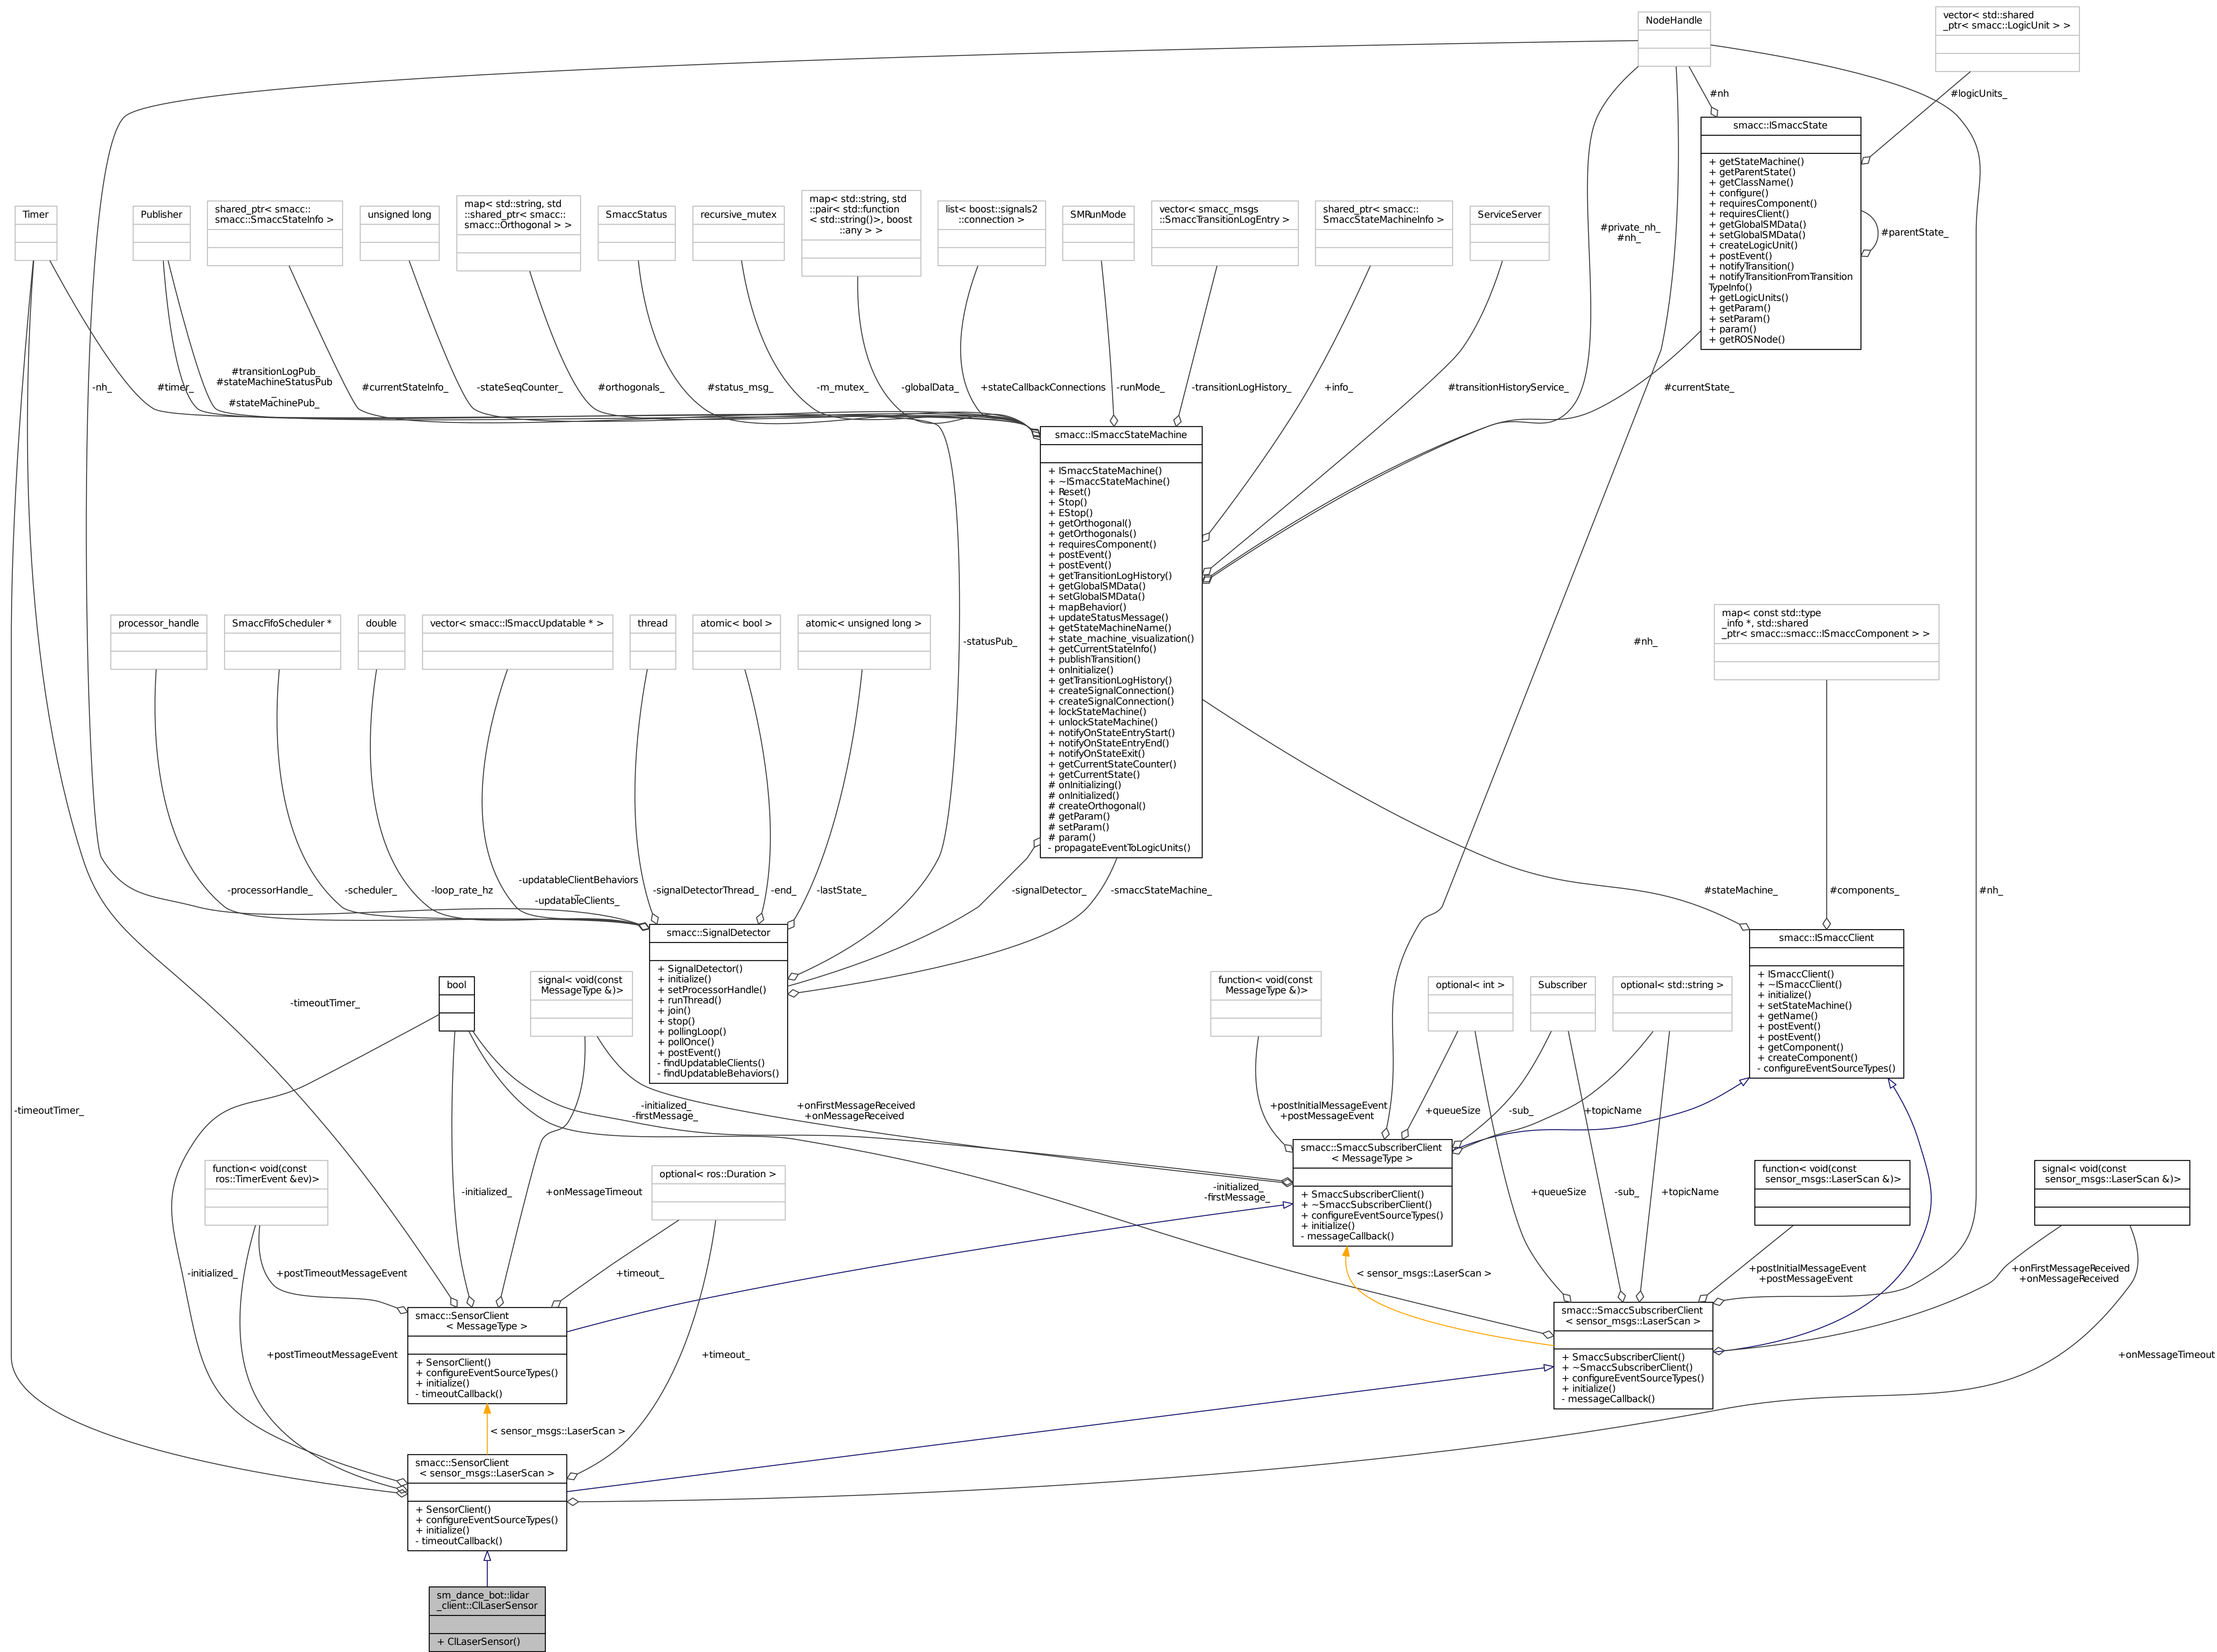 NodeHandle
vector< std::shared
_ptr< smacc::LogicUnit > >
#nh
#logicUnits_
smacc::ISmaccState
+ getStateMachine()
+ getParentState()
+ getClassName()
+ configure()
+ requiresComponent()
+ requiresClient()
+ getGlobalSMData()
+ setGlobalSMData()
+ createLogicUnit()
+ postEvent()
+ notifyTransition()
+ notifyTransitionFromTransition
TypeInfo()
+ getLogicUnits()
+ getParam()
+ setParam()
+ param()
+ getROSNode()
#parentState_
Timer
Publisher
shared_ptr< smacc::
smacc::SmaccStateInfo >
unsigned long
map< std::string, std
::shared_ptr< smacc::
smacc::Orthogonal > >
SmaccStatus
recursive_mutex
map< std::string, std
::pair< std::function
< std::string()>, boost
::any > >
list< boost::signals2
::connection >
SMRunMode
vector< smacc_msgs
::SmaccTransitionLogEntry >
shared_ptr< smacc::
SmaccStateMachineInfo >
ServiceServer
#private_nh_
#nh_
-nh_
#timer_
#transitionLogPub_
#stateMachineStatusPub
_
#stateMachinePub_
#currentStateInfo_
-stateSeqCounter_
#orthogonals_
#status_msg_
-m_mutex_
-globalData_
+stateCallbackConnections
-runMode_
-transitionLogHistory_
+info_
#transitionHistoryService_
#currentState_
smacc::ISmaccStateMachine
+ ISmaccStateMachine()
+ ~ISmaccStateMachine()
+ Reset()
+ Stop()
+ EStop()
+ getOrthogonal()
+ getOrthogonals()
+ requiresComponent()
+ postEvent()
+ postEvent()
+ getTransitionLogHistory()
+ getGlobalSMData()
+ setGlobalSMData()
+ mapBehavior()
+ updateStatusMessage()
+ getStateMachineName()
+ state_machine_visualization()
+ getCurrentStateInfo()
+ publishTransition()
+ onInitialize()
+ getTransitionLogHistory()
+ createSignalConnection()
+ createSignalConnection()
+ lockStateMachine()
+ unlockStateMachine()
+ notifyOnStateEntryStart()
+ notifyOnStateEntryEnd()
+ notifyOnStateExit()
+ getCurrentStateCounter()
+ getCurrentState()
# onInitializing()
# onInitialized()
# createOrthogonal()
# getParam()
# setParam()
# param()
- propagateEventToLogicUnits()
processor_handle
SmaccFifoScheduler *
double
vector< smacc::ISmaccUpdatable * >
thread
atomic< bool >
atomic< unsigned long >
-statusPub_
#nh_
map< const std::type
_info *, std::shared
_ptr< smacc::smacc::ISmaccComponent > >
-processorHandle_
-scheduler_
-loop_rate_hz
-updatableClientBehaviors
_
-updatableClients_
-signalDetectorThread_
-end_
-lastState_
-signalDetector_
-smaccStateMachine_
#stateMachine_
#components_
#nh_
smacc::SignalDetector
+ SignalDetector()
+ initialize()
+ setProcessorHandle()
+ runThread()
+ join()
+ stop()
+ pollingLoop()
+ pollOnce()
+ postEvent()
- findUpdatableClients()
- findUpdatableBehaviors()
smacc::ISmaccClient
+ ISmaccClient()
+ ~ISmaccClient()
+ initialize()
+ setStateMachine()
+ getName()
+ postEvent()
+ postEvent()
+ getComponent()
+ createComponent()
- configureEventSourceTypes()
-timeoutTimer_
bool
signal< void(const
MessageType &)>
function< void(const
MessageType &)>
optional< int >
Subscriber
optional< std::string >
-timeoutTimer_
-initialized_
-firstMessage_
+onFirstMessageReceived
+onMessageReceived
+postInitialMessageEvent
+postMessageEvent
+queueSize
-sub_
+topicName
smacc::SmaccSubscriberClient
< MessageType >
+ SmaccSubscriberClient()
+ ~SmaccSubscriberClient()
+ configureEventSourceTypes()
+ initialize()
- messageCallback()
function< void(const
ros::TimerEvent &ev)>
-initialized_
+onMessageTimeout
optional< ros::Duration >
-initialized_
-firstMessage_
+queueSize
-sub_
+topicName
function< void(const
sensor_msgs::LaserScan &)>
signal< void(const
sensor_msgs::LaserScan &)>
-initialized_
+postTimeoutMessageEvent
+timeout_
< sensor_msgs::LaserScan >
+postInitialMessageEvent
+postMessageEvent
+onFirstMessageReceived
+onMessageReceived
smacc::SensorClient
< MessageType >
+ SensorClient()
+ configureEventSourceTypes()
+ initialize()
- timeoutCallback()
smacc::SmaccSubscriberClient
< sensor_msgs::LaserScan >
+ SmaccSubscriberClient()
+ ~SmaccSubscriberClient()
+ configureEventSourceTypes()
+ initialize()
- messageCallback()
+postTimeoutMessageEvent
+timeout_
+onMessageTimeout
< sensor_msgs::LaserScan >
smacc::SensorClient
< sensor_msgs::LaserScan >
+ SensorClient()
+ configureEventSourceTypes()
+ initialize()
- timeoutCallback()
sm_dance_bot::lidar
_client::ClLaserSensor
+ ClLaserSensor()